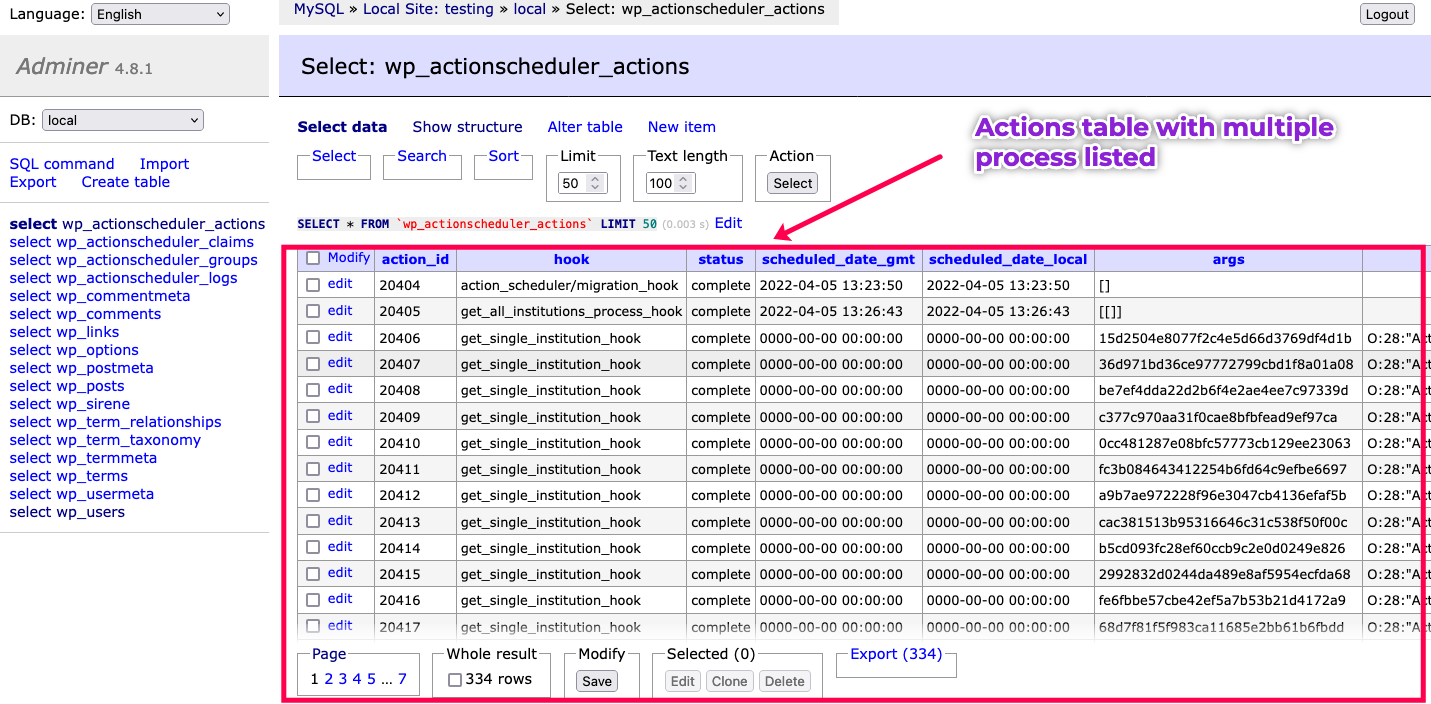 Language: English
MySQL » Local Site: testing » local » Select: wp_actionscheduler_actions
Logout
Adminer 4.8.1
Select: wp_actionscheduler_actions
DB: local
SQL command Import
Export Create table
select wp_actionscheduler_actions
select wp_actionscheduler_claims
select wp_actionscheduler_groups
select wp_actionscheduler_logs
select wp_commentmeta
select wp_comments
select wp_links
select wp_options
select wp_postmeta
select wp_posts
select wp_sirene
select wp_term_relationships
select wp_term_taxonomy
select wp_termmeta
select wp_terms
select wp_usermeta
select wp_users
Select data Show structure Alter table New item
Actions table with multiple
process listed
Select Search Sort Limit Text length Action
50 100 Select
SELECT * FROM `wp_actionscheduler_actions` LIMIT 50 (0.003 s) Edit
Modify action_id hook status scheduled_date_gmt scheduled_date_local args
edit 20404 action_scheduler/migration_hook complete 2022-04-05 13:23:50 2022-04-05 13:23:50 []
edit 20405 get_all_institutions_process_hook complete 2022-04-05 13:26:43 2022-04-05 13:26:43 [[]]
edit 20406 get_single_institution_hook complete 0000-00-00 00:00:00 0000-00-00 00:00:00 15d2504e8077f2c4e5d66d3769df4d1b O:28:"Act
edit 20407 get_single_institution_hook complete 0000-00-00 00:00:00 0000-00-00 00:00:00 36d971bd36ce97772799cbd1f8a01a08 O:28:"Act
edit 20408 get_single_institution_hook complete 0000-00-00 00:00:00 0000-00-00 00:00:00 be7ef4dda22d2b6f4e2ae4ee7c97339d O:28:"Act
edit 20409 get_single_institution_hook complete 0000-00-00 00:00:00 0000-00-00 00:00:00 c377c970aa31f0cae8bfbfead9ef97ca O:28:"Act
edit 20410 get_single_institution_hook complete 0000-00-00 00:00:00 0000-00-00 00:00:00 0cc481287e08bfc57773cb129ee23063 O:28:"Act
edit 20411 get_single_institution_hook complete 0000-00-00 00:00:00 0000-00-00 00:00:00 fc3b084643412254b6fd64c9efbe6697 O:28:"Act
edit 20412 get_single_institution_hook complete 0000-00-00 00:00:00 0000-00-00 00:00:00 a9b7ae972228f96e3047cb4136efaf5b O:28:"Act
edit 20413 get_single_institution_hook complete 0000-00-00 00:00:00 0000-00-00 00:00:00 cac381513b95316646c31c538f50f00c O:28:"Act
edit 20414 get_single_institution_hook complete 0000-00-00 00:00:00 0000-00-00 00:00:00 b5cd093fc28ef60ccb9c2e0d0249e826 O:28:"Act
edit 20415 get_single_institution_hook complete 0000-00-00 00:00:00 0000-00-00 00:00:00 2992832d0244da489e8af5954ecfda68 O:28:"Act
edit 20416 get_single_institution_hook complete 0000-00-00 00:00:00 0000-00-00 00:00:00 fe6fbbe57cbe42ef5a7b53b21d4172a9 O:28:"Act
edit 20417 get_single_institution_hook complete 0000-00-00 00:00:00 0000-00-00 00:00:00 68d7f81f5f983ca11685e2bb61b6fbdd O:28:"Act
Page Whole result Modify Selected (0) Export (334)
1 2 3 4 5 ... 7 334 rows Save Edit Clone Delete